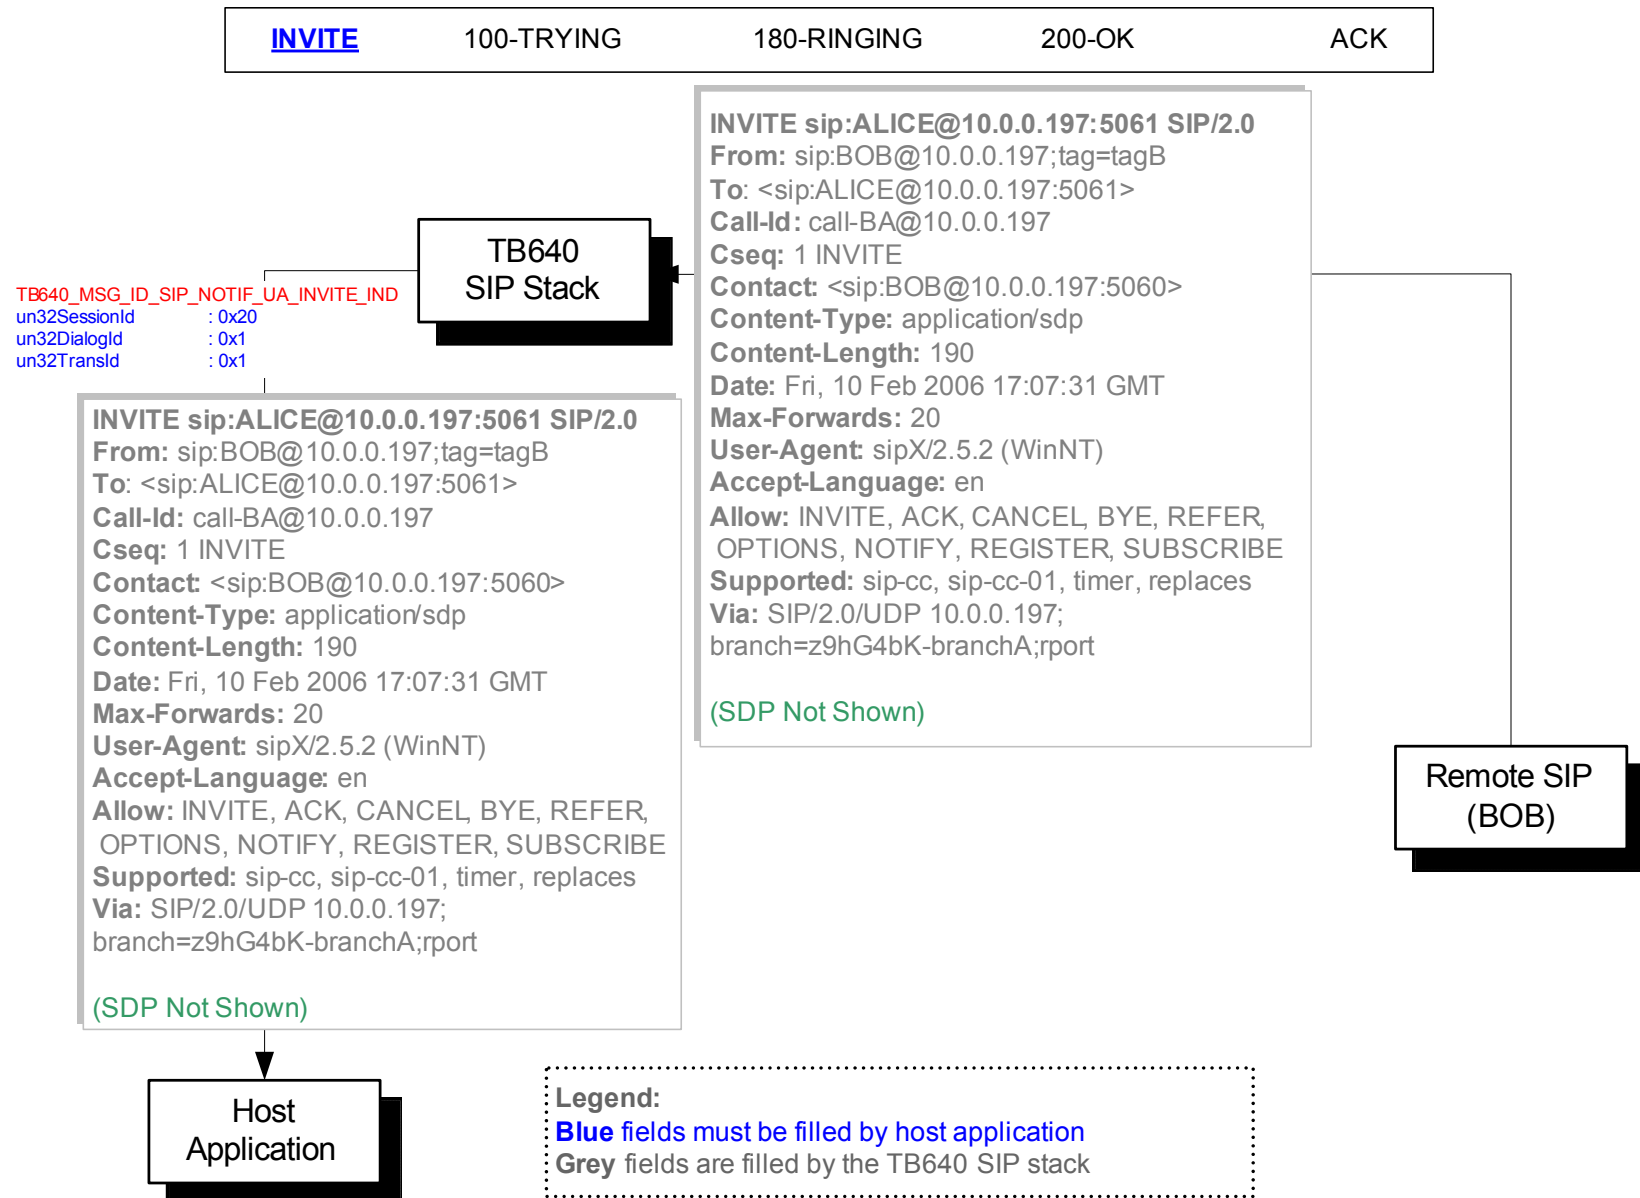 INVITE 100-TRYING 180-RINGING 200-OK ACK
INVITE sip:ALICE@10.0.0.197:5061 SIP/2.0
From: sip:BOB@10.0.0.197;tag=tagB
To: <sip:ALICE@10.0.0.197:5061>
Call-Id: call-BA@10.0.0.197
Cseq: 1 INVITE
Contact: <sip:BOB@10.0.0.197:5060>
Content-Type: application/sdp
Content-Length: 190
Date: Fri, 10 Feb 2006 17:07:31 GMT
Max-Forwards: 20
User-Agent: sipX/2.5.2 (WinNT)
Accept-Language: en
Allow: INVITE, ACK, CANCEL, BYE, REFER,
OPTIONS, NOTIFY, REGISTER, SUBSCRIBE
Supported: sip-cc, sip-cc-01, timer, replaces
Via: SIP/2.0/UDP 10.0.0.197;
branch=z9hG4bK-branchA;rport
(SDP Not Shown)
TB640
SIP Stack
TB640_MSG_ID_SIP_NOTIF_UA_INVITE_IND
un32SessionId : 0x20
un32DialogId : 0x1
un32TransId : 0x1
INVITE sip:ALICE@10.0.0.197:5061 SIP/2.0
From: sip:BOB@10.0.0.197;tag=tagB
To: <sip:ALICE@10.0.0.197:5061>
Call-Id: call-BA@10.0.0.197
Cseq: 1 INVITE
Contact: <sip:BOB@10.0.0.197:5060>
Content-Type: application/sdp
Content-Length: 190
Date: Fri, 10 Feb 2006 17:07:31 GMT
Max-Forwards: 20
User-Agent: sipX/2.5.2 (WinNT)
Accept-Language: en
Allow: INVITE, ACK, CANCEL, BYE, REFER,
OPTIONS, NOTIFY, REGISTER, SUBSCRIBE
Supported: sip-cc, sip-cc-01, timer, replaces
Via: SIP/2.0/UDP 10.0.0.197;
branch=z9hG4bK-branchA;rport
(SDP Not Shown)
Remote SIP
(BOB)
Host
Application
Legend:
Blue fields must be filled by host application
Grey fields are filled by the TB640 SIP stack